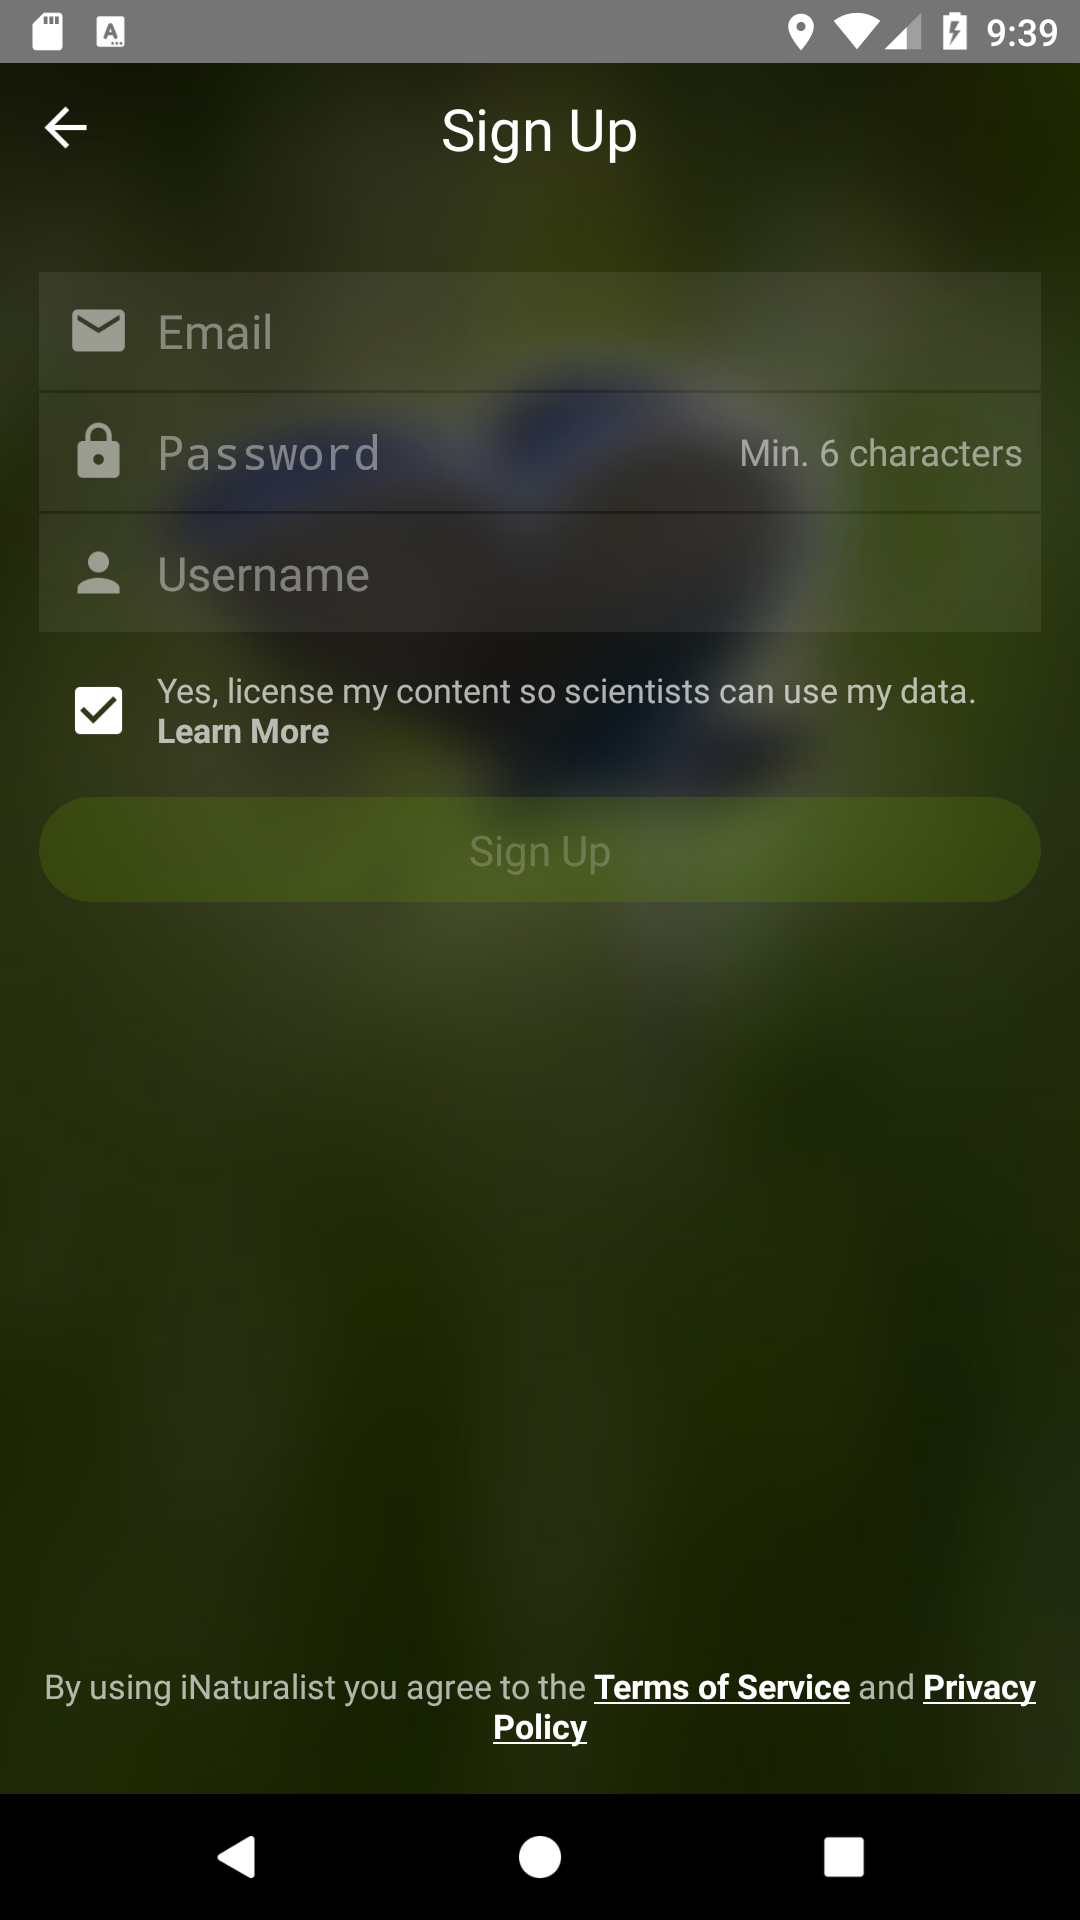 9:39
Sign Up
Email
Password
Min. 6 characters
Username
Yes, license my content so scientists can use my data.
Learn More
Sign Up
By using iNaturalist you agree to the Terms of Service and Privacy
Policy